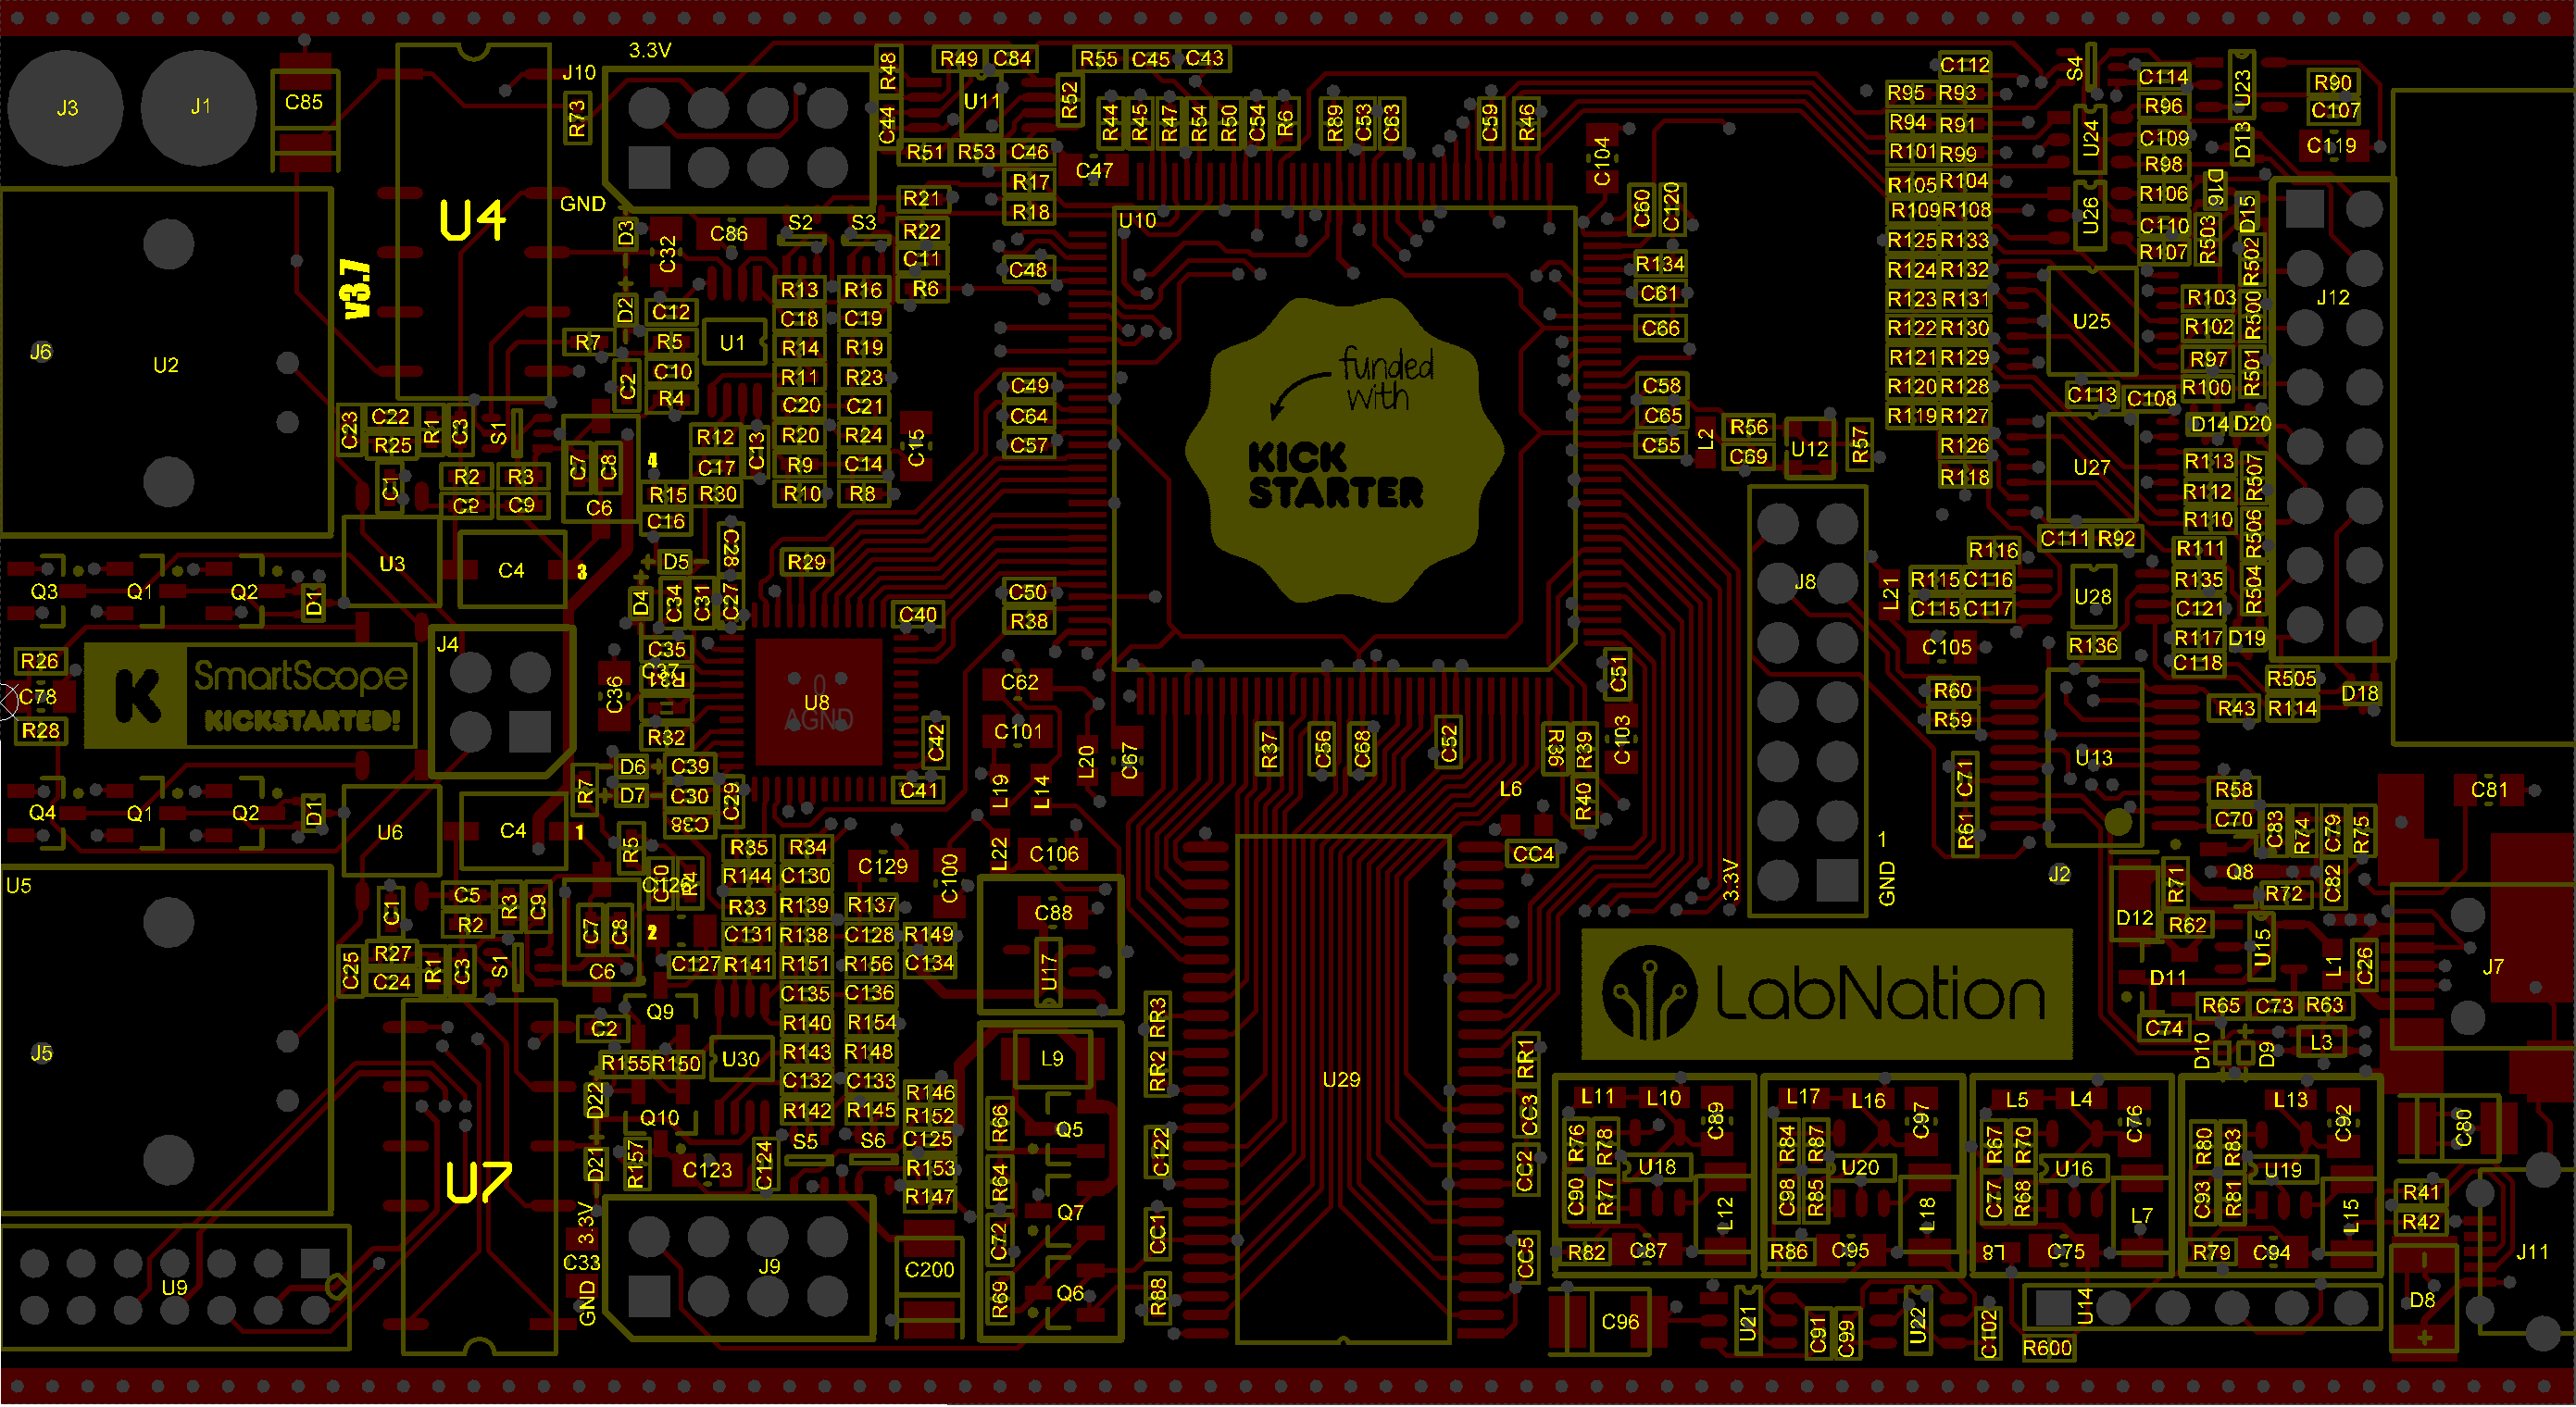 3.3V
J3
J1
C85
J10
R73
R48
R49 C84
U11
C44
R52
R55 C45 C43
C112
S4
C114
U23
R90
C107
R95 R93
R96
R94 R91
U24
C109
D13
C119
R101 R99
R98
R44 R45 R47 R54 R50 C54 R6 R89 C53 C63 C59 R46
C104
R51 R53 C46
C47
R17
R18
R21
R22
C11
R6
C48
U4
GND
v3.7
D3
C32
C86
S2 S3
D2
C12
R5
C10
R4
R7
C2
U1
R13 R16
C18 C19
R14 R19
R11 R23
C20 C21
R20 R24
R9 C14
R10 R8
C15
R12 C13
C17
R15 R30
C16
U10
funded
with
KICK
STARTER
C60 C120
R134
C61
C66
C58
C65
C55
L2
R56
C69
U12
R57
R105 R104
R109 R108
R125 R133
R124 R132
R123 R131
R122 R130
R121 R129
R120 R128
R119 R127
R126
R118
U26
R106
C110
R107
D16
D15
R503
R502
R103
R102
R97
R100
R500
R501
U25
C113 C108
D14 D20
U27
R113
R112
R110
R507
R506
R504
C111 R92
R111
R135
C121
R117 D19
C118
J12
J6
U2
C23
C22
R25
R1
C3
S1
C1
R2 R3
C2 C9
C7 C8
C6
4
U3
C4
3
Q3 Q1 Q2 D1
D5
C28
D4
C34 C31 C27
R29
C49
C64
C57
C50
R38
C40
C35
C37
R31
R32
C36
U8
0
AGND
C42
C41
C62
C101
L19 L14 L20 C67
R37 C56 C68 C52
R36 R39
C103
C51
L6
R40
CC4
J8
L21
R116
R115 C116
C115 C117
C105
U28
R136
R60
R59
C71
R61
U13
R505
R43 R114
D18
R26
C78
R28
SmartScope
KICKSTARTED!
J4
Q4 Q1 Q2 D1
U6
C4
1
R7
D6
D7
C39
C30
C38
C29
R5
C10
C126
R4
R35 R34
R144 C130
R33 R139
C131 R138
C127 R141 R151
C129
C100
L22
C106
R137
C128 R149
R156 C134
C88
U17
C135 C136
R140 R154
R143 R148
C132 C133
R142 R145
U5
C5
R2
R3
C9
C1
C7 C8
C6
2
R27
C24
C25
R1
C3
S1
J5
Q9
C2
R155 R150
U30
D22
Q10
D21
R157
C123
C124
S5 S6
R146
R152
C125
R153
R147
L9
R66
Q5
R64
Q7
C72
Q6
R69
RR3
RR2
C122
CC1
R88
U29
RR1
CC3
CC2
CC5
3.3V
1
GND
J2
LabNation
R58
C70
C83 R74 C79 R75
C81
Q8
R71
R72
C82
D12
R62
U15
D11
L1
C26
J7
R65 C73 R63
C74
D10
D9
L3
L11 L10 C89
R76 R78
U18
C90 R77
L12
R82 C87
L17 L16 C97
R84 R87
U20
C98 R85
L18
R86 C95
L5 L4 C76
R67 R70
U16
C77 R68
L7
L8 C75
L13 C92
R80 R83
U19
C93 R81
L15
R79 C94
C80
R41
R42
J11
D8
U7
U9
3.3V
C33
GND
J9
C200
C96
U21
C91 C99
U22
C102
U14
R600